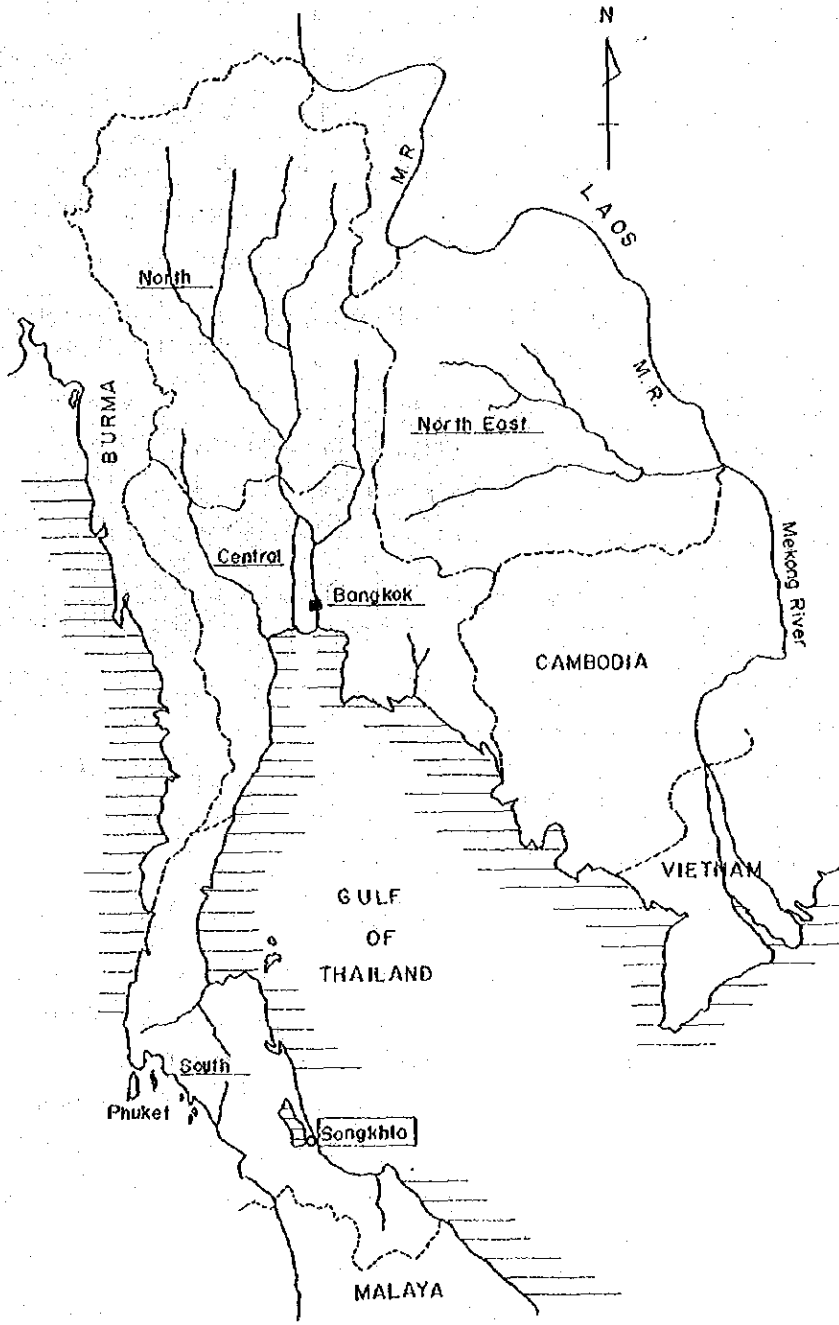 N
M. R.
LAOS
North
BURMA
M. R.
North East
Central
Bangkok
Mekong River
CAMBODIA
VIETNAM
GULF
OF
THAILAND
South
Phuket
Songkhla
MALAYA